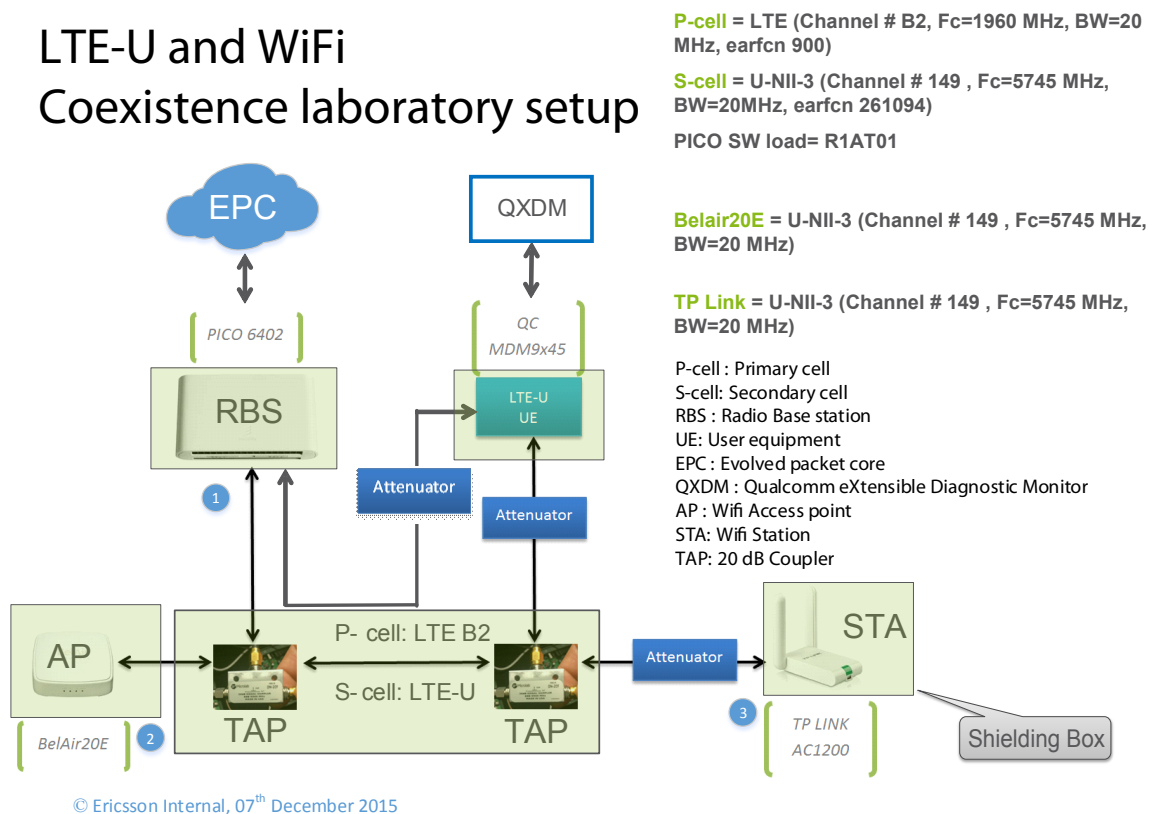 LTE-U and WiFi
Coexistence laboratory setup
P-cell = LTE (Channel # B2, Fc=1960 MHz, BW=20
MHz, earfcn 900)
S-cell = U-NII-3 (Channel # 149 , Fc=5745 MHz,
BW=20MHz, earfcn 261094)
PICO SW load= R1AT01
Belair20E = U-NII-3 (Channel # 149 , Fc=5745 MHz,
BW=20 MHz)
TP Link = U-NII-3 (Channel # 149 , Fc=5745 MHz,
BW=20 MHz)
P-cell : Primary cell
S-cell: Secondary cell
RBS : Radio Base station
UE: User equipment
EPC : Evolved packet core
QXDM : Qualcomm eXtensible Diagnostic Monitor
AP : Wifi Access point
STA: Wifi Station
TAP: 20 dB Coupler
EPC
QXDM
PICO 6402
QC
MDM9x45
RBS
LTE-U
UE
1
Attenuator
Attenuator
AP
P- cell: LTE B2
S- cell: LTE-U
TAP
TAP
Attenuator
STA
BelAir20E
2
3
TP LINK
AC1200
Shielding Box
© Ericsson Internal, 07th December 2015